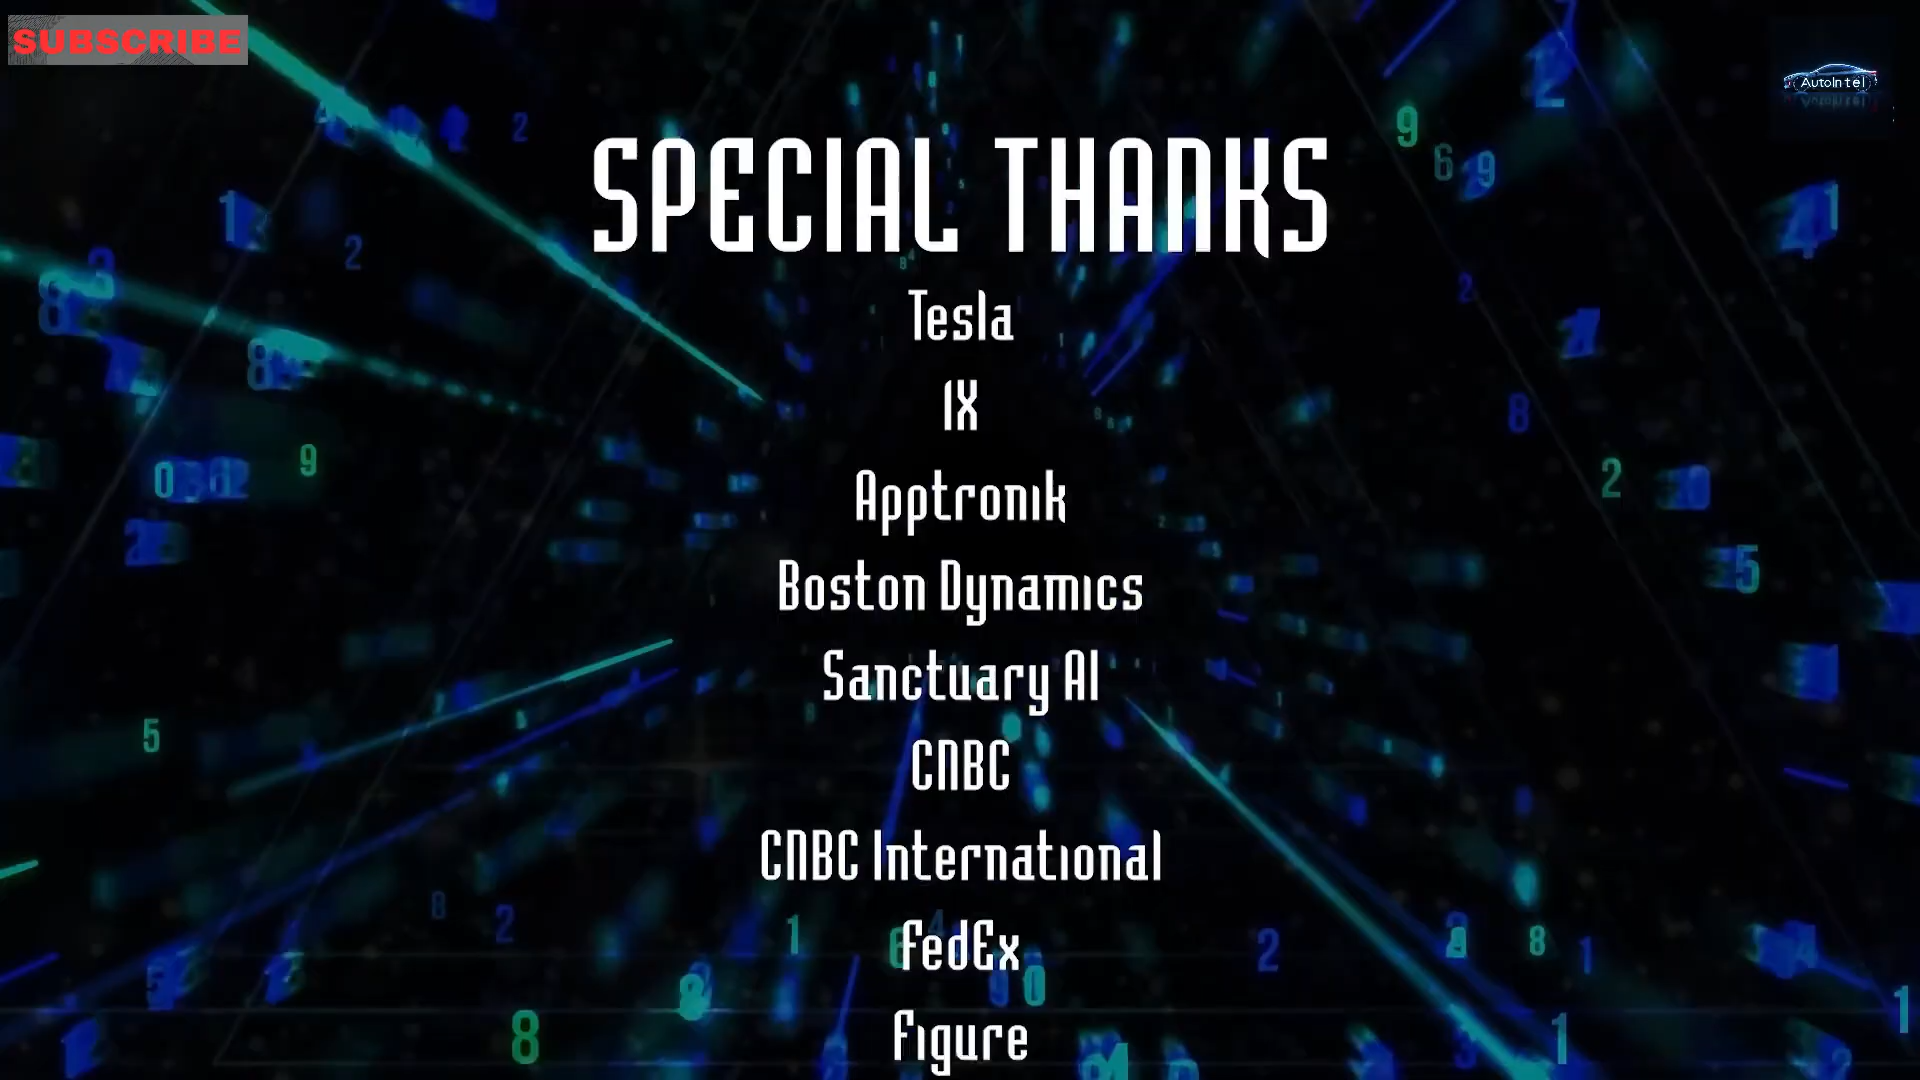 SUBSCRIBE
AutoIntel
SPECIAL THANKS
Tesla
1X
Apptronik
Boston Dynamics
Sanctuary AI
CNBC
CNBC International
FedEx
Figure